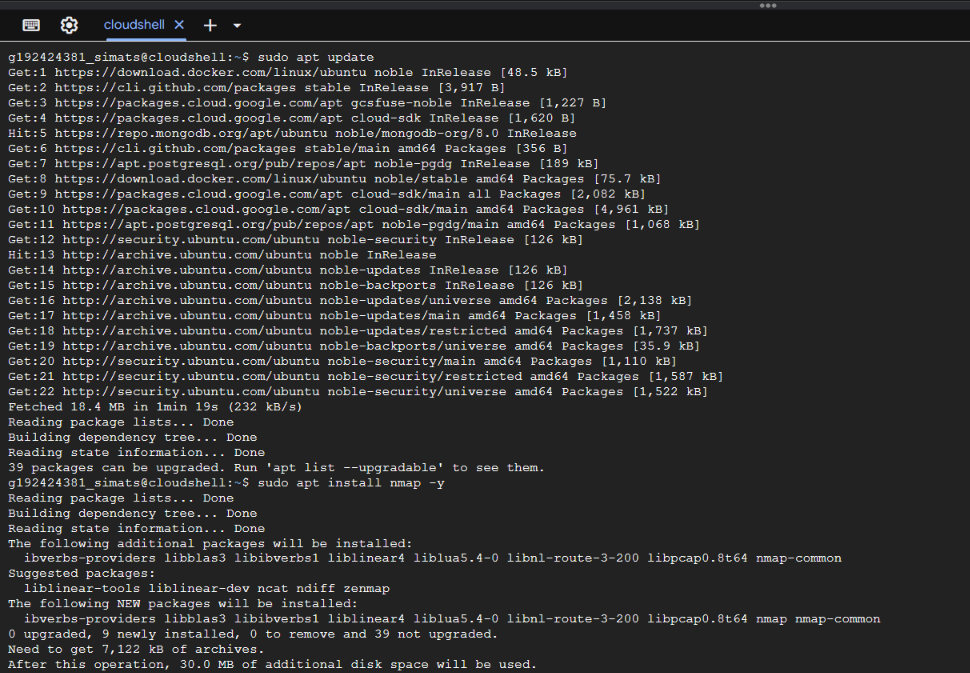 cloudshell
g192424381_simats@cloudshell:~$ sudo apt update
Get:1 https://download.docker.com/linux/ubuntu noble InRelease [48.5 kB]
Get:2 https://cli.github.com/packages stable InRelease [3,917 B]
Get:3 https://packages.cloud.google.com/apt gcsfuse-noble InRelease [1,227 B]
Get:4 https://packages.cloud.google.com/apt cloud-sdk InRelease [1,620 B]
Hit:5 https://repo.mongodb.org/apt/ubuntu noble/mongodb-org/8.0 InRelease
Get:6 https://cli.github.com/packages stable/main amd64 Packages [356 B]
Get:7 https://apt.postgresql.org/pub/repos/apt noble-pgdg InRelease [189 kB]
Get:8 https://download.docker.com/linux/ubuntu noble/stable amd64 Packages [75.7 kB]
Get:9 https://packages.cloud.google.com/apt cloud-sdk/main all Packages [2,082 kB]
Get:10 https://packages.cloud.google.com/apt cloud-sdk/main amd64 Packages [4,961 kB]
Get:11 https://apt.postgresql.org/pub/repos/apt noble-pgdg/main amd64 Packages [1,068 kB]
Get:12 http://security.ubuntu.com/ubuntu noble-security InRelease [126 kB]
Hit:13 http://archive.ubuntu.com/ubuntu noble InRelease
Get:14 http://archive.ubuntu.com/ubuntu noble-updates InRelease [126 kB]
Get:15 http://archive.ubuntu.com/ubuntu noble-backports InRelease [126 kB]
Get:16 http://archive.ubuntu.com/ubuntu noble-updates/universe amd64 Packages [2,138 kB]
Get:17 http://archive.ubuntu.com/ubuntu noble-updates/main amd64 Packages [1,458 kB]
Get:18 http://archive.ubuntu.com/ubuntu noble-updates/restricted amd64 Packages [1,737 kB]
Get:19 http://archive.ubuntu.com/ubuntu noble-backports/universe amd64 Packages [35.9 kB]
Get:20 http://security.ubuntu.com/ubuntu noble-security/main amd64 Packages [1,110 kB]
Get:21 http://security.ubuntu.com/ubuntu noble-security/restricted amd64 Packages [1,587 kB]
Get:22 http://security.ubuntu.com/ubuntu noble-security/universe amd64 Packages [1,522 kB]
Fetched 18.4 MB in 1min 19s (232 kB/s)
Reading package lists... Done
Building dependency tree... Done
Reading state information... Done
39 packages can be upgraded. Run 'apt list --upgradable' to see them.
g192424381_simats@cloudshell:~$ sudo apt install nmap -y
Reading package lists... Done
Building dependency tree... Done
Reading state information... Done
The following additional packages will be installed:
  ibverbs-providers libblas3 libibverbs1 liblinear4 liblua5.4-0 libnl-route-3-200 libpcap0.8t64 nmap-common
Suggested packages:
  liblinear-tools liblinear-dev ncat ndiff zenmap
The following NEW packages will be installed:
  ibverbs-providers libblas3 libibverbs1 liblinear4 liblua5.4-0 libnl-route-3-200 libpcap0.8t64 nmap nmap-common
0 upgraded, 9 newly installed, 0 to remove and 39 not upgraded.
Need to get 7,122 kB of archives.
After this operation, 30.0 MB of additional disk space will be used.